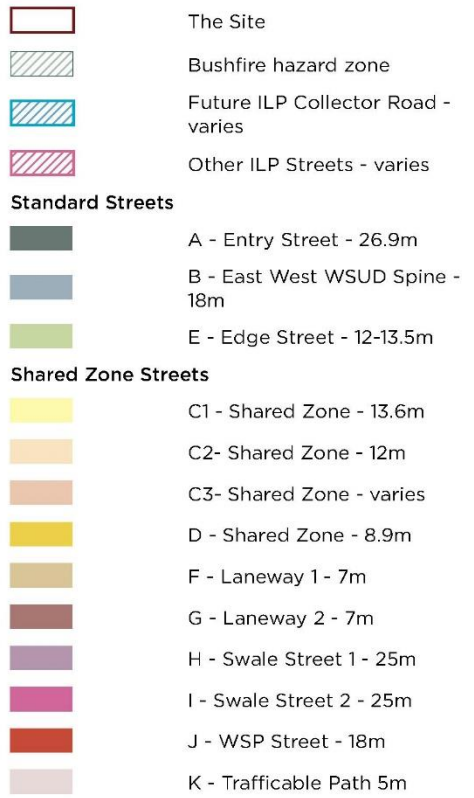 The Site
Bushfire hazard zone
Future ILP Collector Road -
varies
Other ILP Streets - varies
Standard Streets
A - Entry Street - 26.9m
B - East West WSUD Spine -
18m
E - Edge Street - 12-13.5m
Shared Zone Streets
C1 - Shared Zone - 13.6m
C2- Shared Zone - 12m
C3- Shared Zone - varies
D - Shared Zone - 8.9m
F - Laneway 1 - 7m
G - Laneway 2 - 7m
H - Swale Street 1 - 25m
I - Swale Street 2 - 25m
J - WSP Street - 18m
K - Trafficable Path 5m